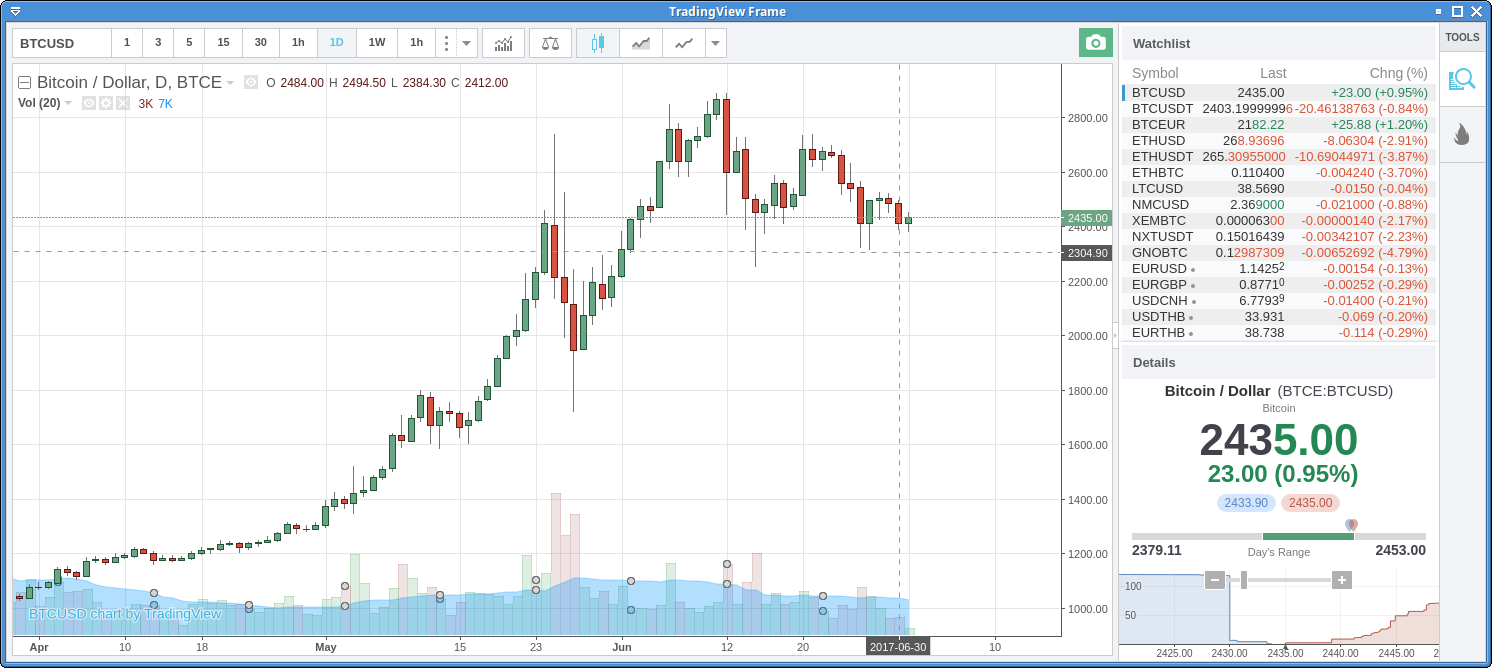 TradingView Frame
BTCUSD 1 3 5 15 30 1h 1D 1W 1h
Bitcoin / Dollar, D, BTCE O 2484.00 H 2494.50 L 2384.30 C 2412.00
Vol (20) 3K 7K
2800.00
2600.00
2435.00
2400.00
2304.90
2200.00
2000.00
1800.00
1600.00
1400.00
1200.00
1000.00
BTCUSD chart by TradingView
Apr 10 18 May 15 23 Jun 12 20 2017-06-30 10
Watchlist
Symbol Last Chng (%)
BTCUSD 2435.00 +23.00 (+0.95%)
BTCUSDT 2403.19999996 -20.46138763 (-0.84%)
BTCEUR 2182.22 +25.88 (+1.20%)
ETHUSD 268.93696 -8.06304 (-2.91%)
ETHUSDT 265.30955000 -10.69044971 (-3.87%)
ETHBTC 0.110400 -0.004240 (-3.70%)
LTCUSD 38.5690 -0.0150 (-0.04%)
NMCUSD 2.369000 -0.021000 (-0.88%)
XEMBTC 0.00006300 -0.00000140 (-2.17%)
NXTUSDT 0.15016439 -0.00342107 (-2.23%)
GNOBTC 0.12987309 -0.00652692 (-4.79%)
EURUSD 1.14252 -0.00154 (-0.13%)
EURGBP 0.87710 -0.00252 (-0.29%)
USDCNH 6.77939 -0.01400 (-0.21%)
USDTHB 33.931 -0.069 (-0.20%)
EURTHB 38.738 -0.114 (-0.29%)
Details
Bitcoin / Dollar (BTCE:BTCUSD)
Bitcoin
2435.00
23.00 (0.95%)
2433.90 2435.00
2379.11 Day's Range 2453.00
100
50
2425.00 2430.00 2435.00 2440.00 2445.00 2
TOOLS